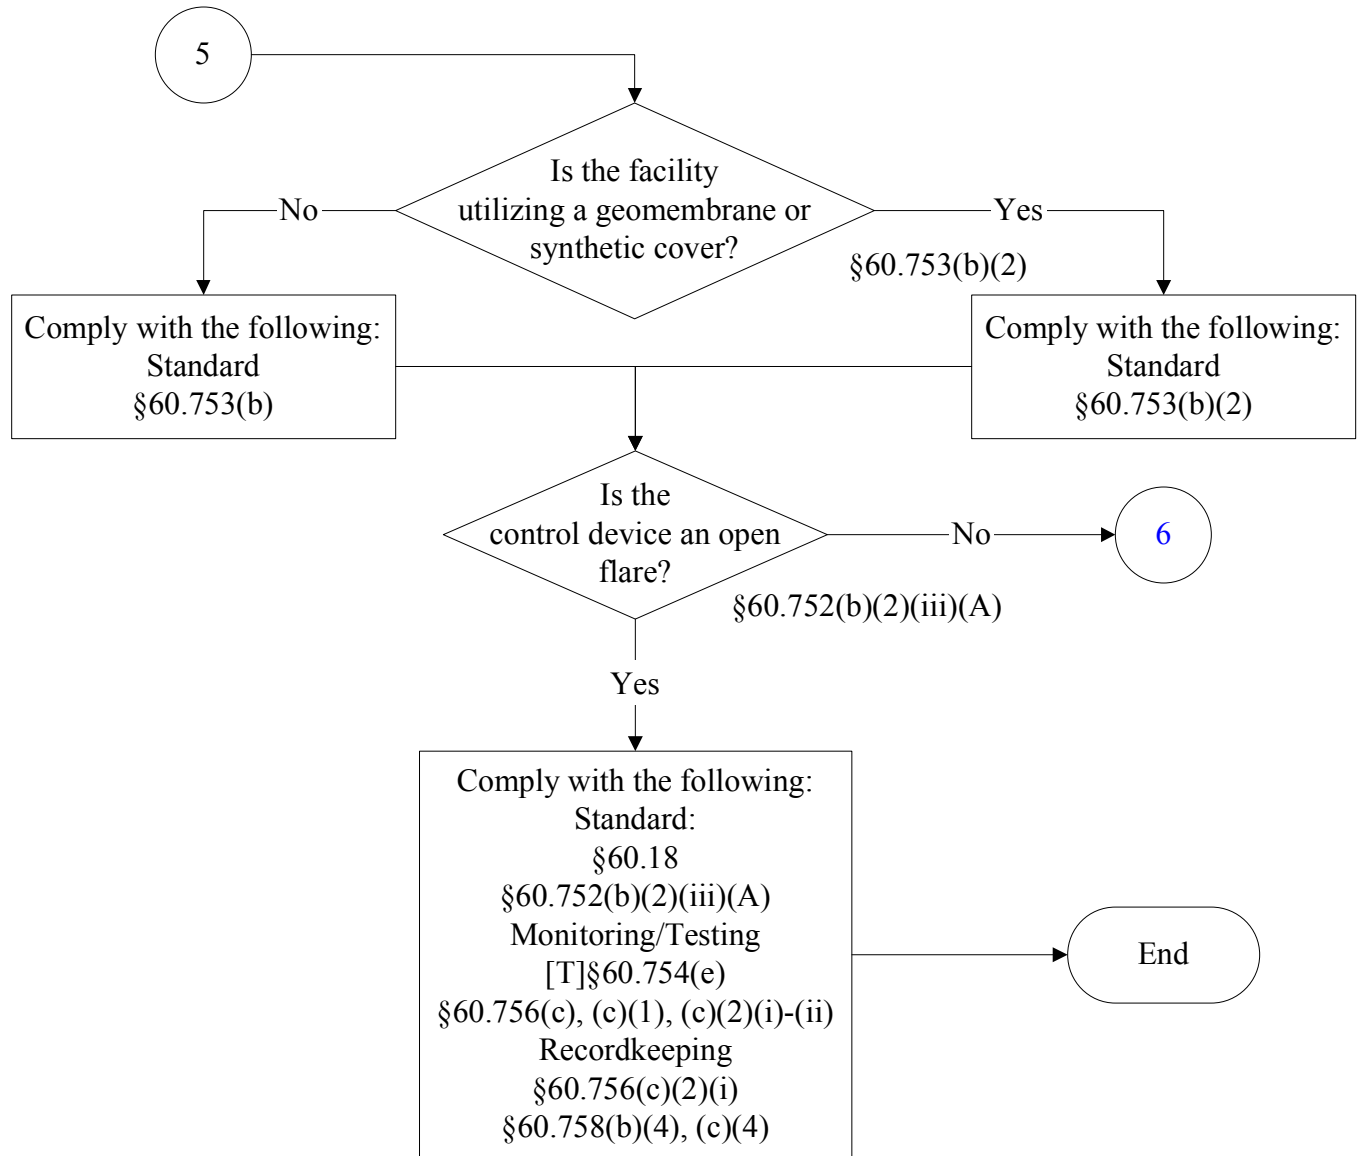 5
Is the facility
utilizing a geomembrane or
synthetic cover?
No
Yes
§60.753(b)(2)
Comply with the following:
Standard
§60.753(b)
Comply with the following:
Standard
§60.753(b)(2)
Is the
control device an open
flare?
No
6
§60.752(b)(2)(iii)(A)
Yes
Comply with the following:
Standard:
§60.18
§60.752(b)(2)(iii)(A)
Monitoring/Testing
[T]§60.754(e)
§60.756(c), (c)(1), (c)(2)(i)-(ii)
Recordkeeping
§60.756(c)(2)(i)
§60.758(b)(4), (c)(4)
End